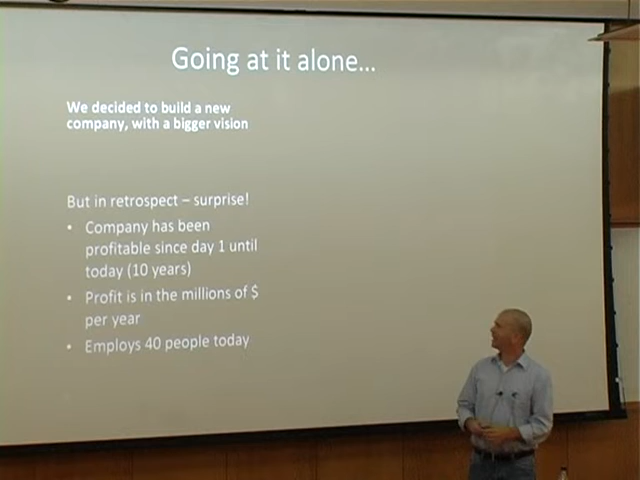 Going at it alone...
We decided to build a new
company, with a bigger vision
But in retrospect – surprise!
• Company has been
profitable since day 1 until
today (10 years)
• Profit is in the millions of $
per year
• Employs 40 people today